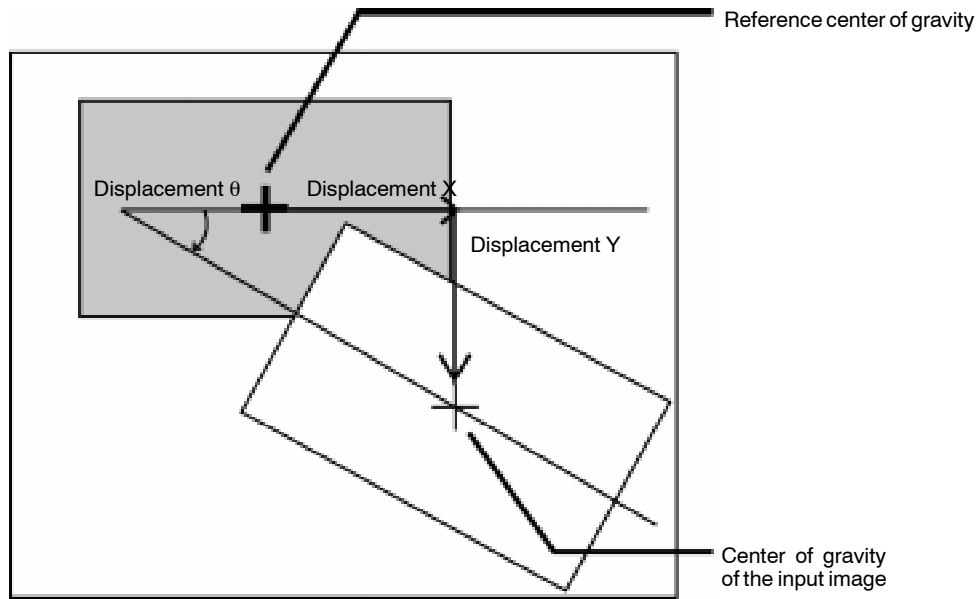 Reference center of gravity
Displacement θ
Displacement X
Displacement Y
Center of gravity
of the input image